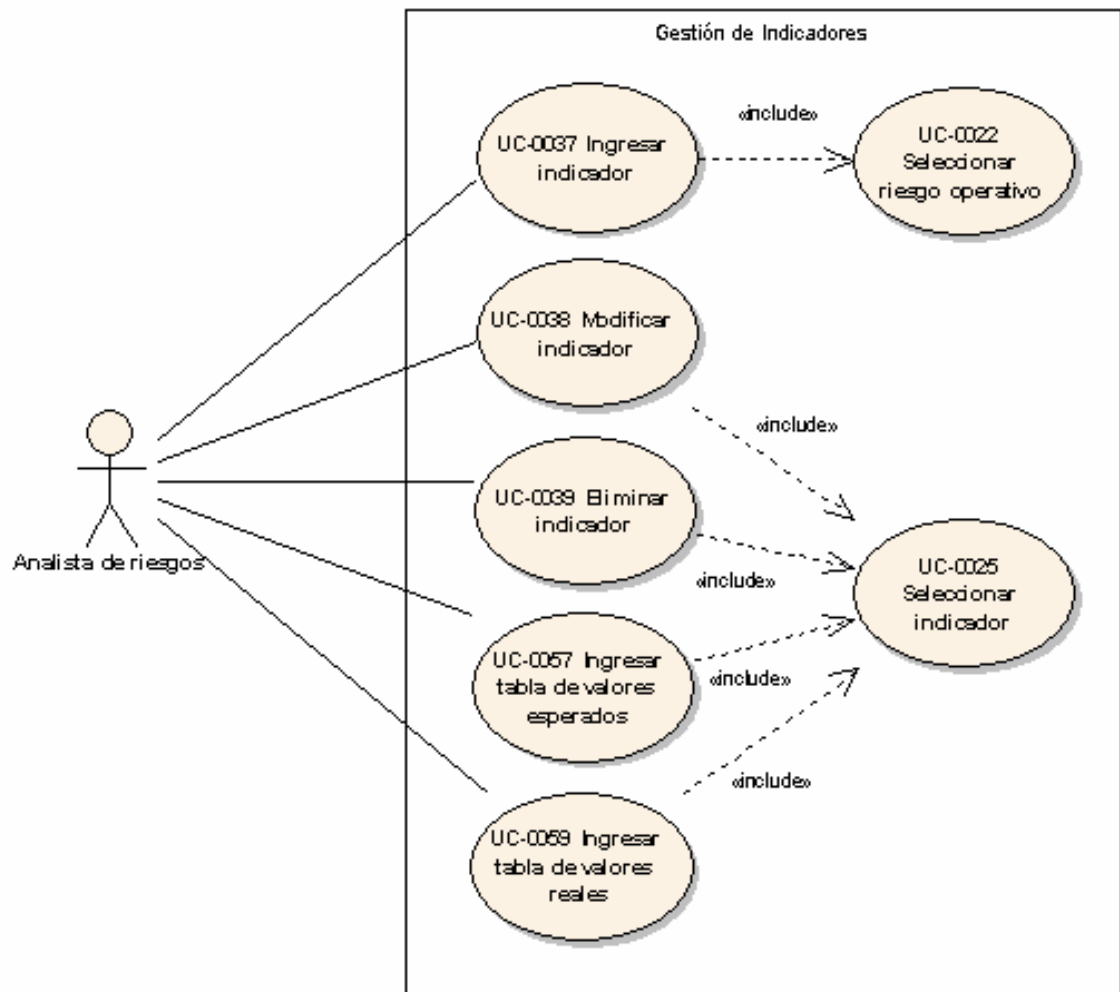 Gestión de Indicadores
UC-0037 Ingresar
indicador
«include»
UC-0022
Seleccionar
riesgo operativo
UC-0038 Modificar
indicador
«include»
UC-0039 Eliminar
indicador
«include»
UC-0025
Seleccionar
indicador
Analista de riesgos
UC-0057 Ingresar
tabla de valores
esperados
«include»
UC-0059 Ingresar
tabla de valores
reales
«include»